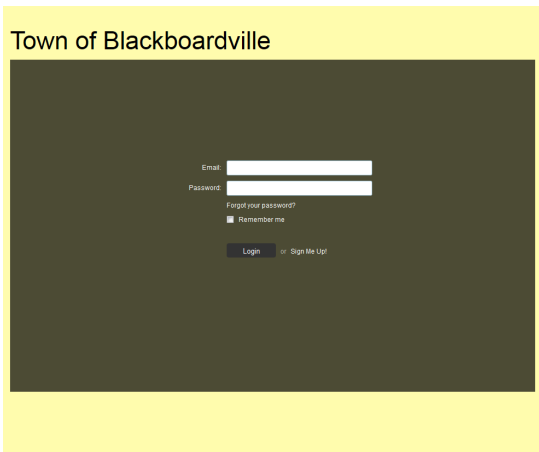 Town of Blackboardville
Email:
Password:
Forgot your password?
Remember me
Login or Sign Me Up!